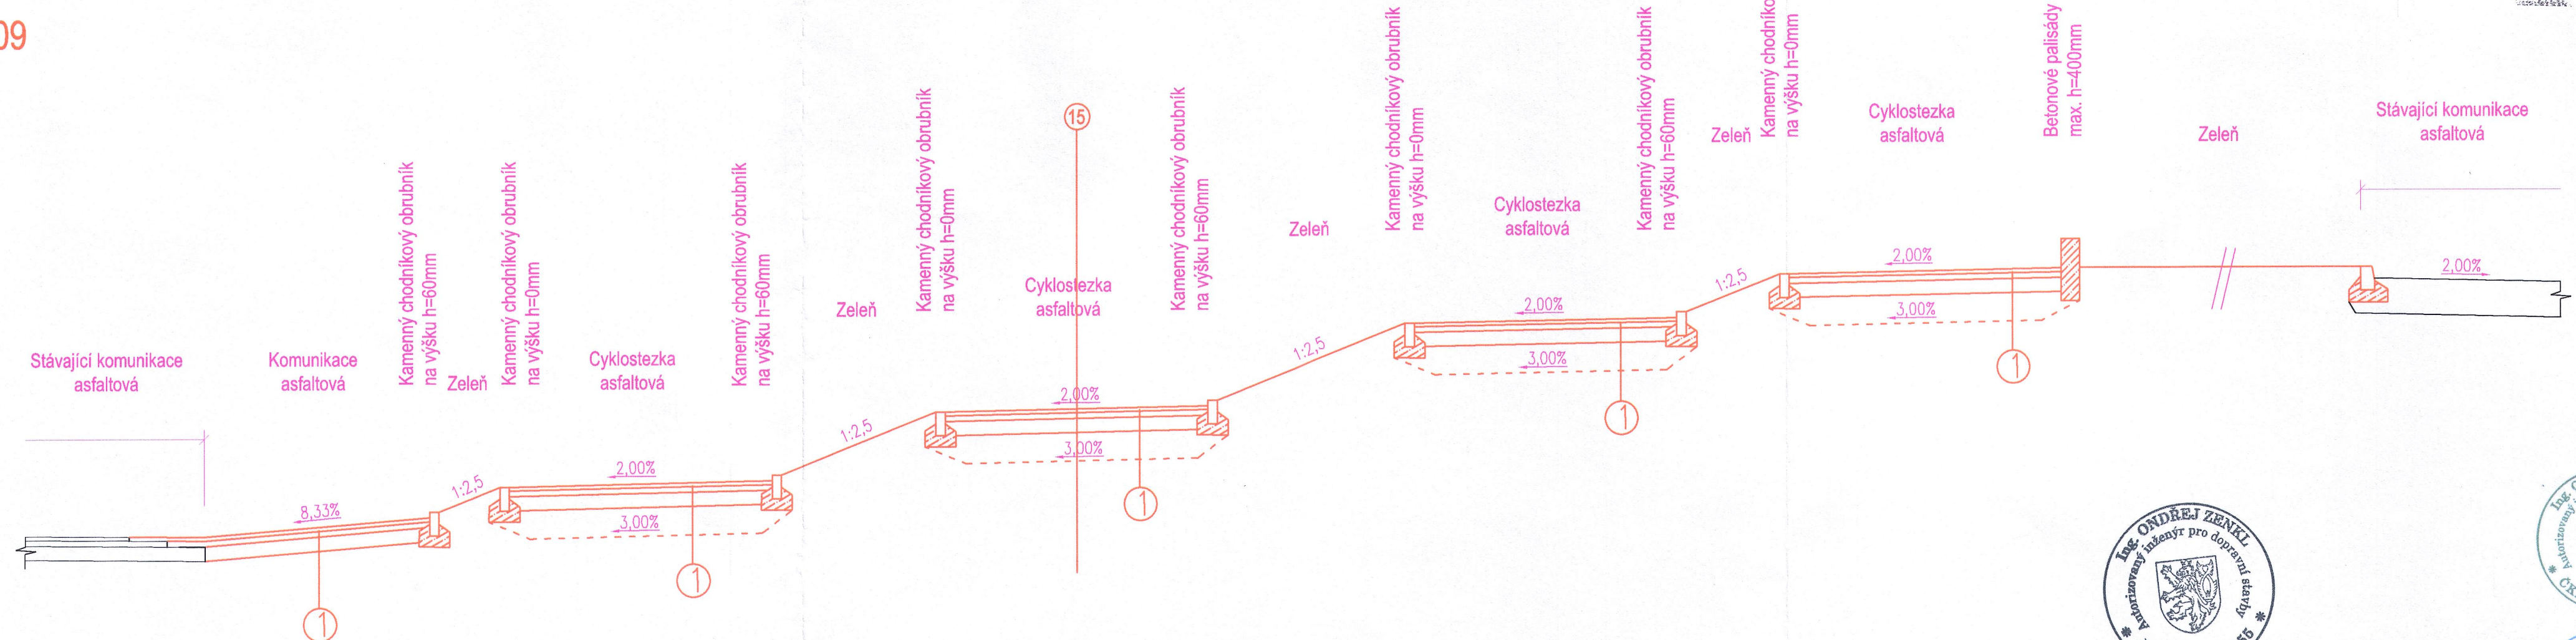 09
Stávající komunikace
asfaltová
Komunikace
asfaltová
Kamenný chodníkový obrubník
na výšku h=60mm
Zeleň
Kamenný chodníkový obrubník
na výšku h=0mm
Cyklostezka
asfaltová
Kamenný chodníkový obrubník
na výšku h=60mm
Zeleň
Kamenný chodníkový obrubník
na výšku h=0mm
15
Cyklostezka
asfaltová
Kamenný chodníkový obrubník
na výšku h=60mm
Zeleň
Kamenný chodníkový obrubník
na výšku h=0mm
Cyklostezka
asfaltová
Kamenný chodníkový obrubník
na výšku h=60mm
Zeleň
Kamenný chodníko
na výšku h=0mm
Cyklostezka
asfaltová
Betonové palisády
max. h=400mm
Zeleň
Stávající komunikace
asfaltová
8,33%
1
1:2,5
2,00%
3,00%
1
1:2,5
2,00%
3,00%
1
1:2,5
2,00%
3,00%
1
1:2,5
2,00%
3,00%
1
2,00%
Ing. ONDŘEJ ZENKL
Autorizovaný inženýr pro dopravní stavby
Ing.
Autorizovaný